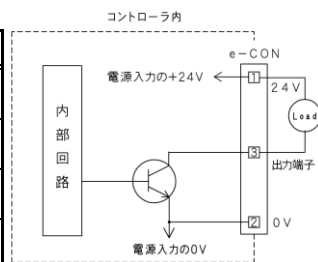 コントローラ内
e-CON
電源入力の+24V
1
24V
内部回路
Load
3
出力端子
2
0V
電源入力の0V